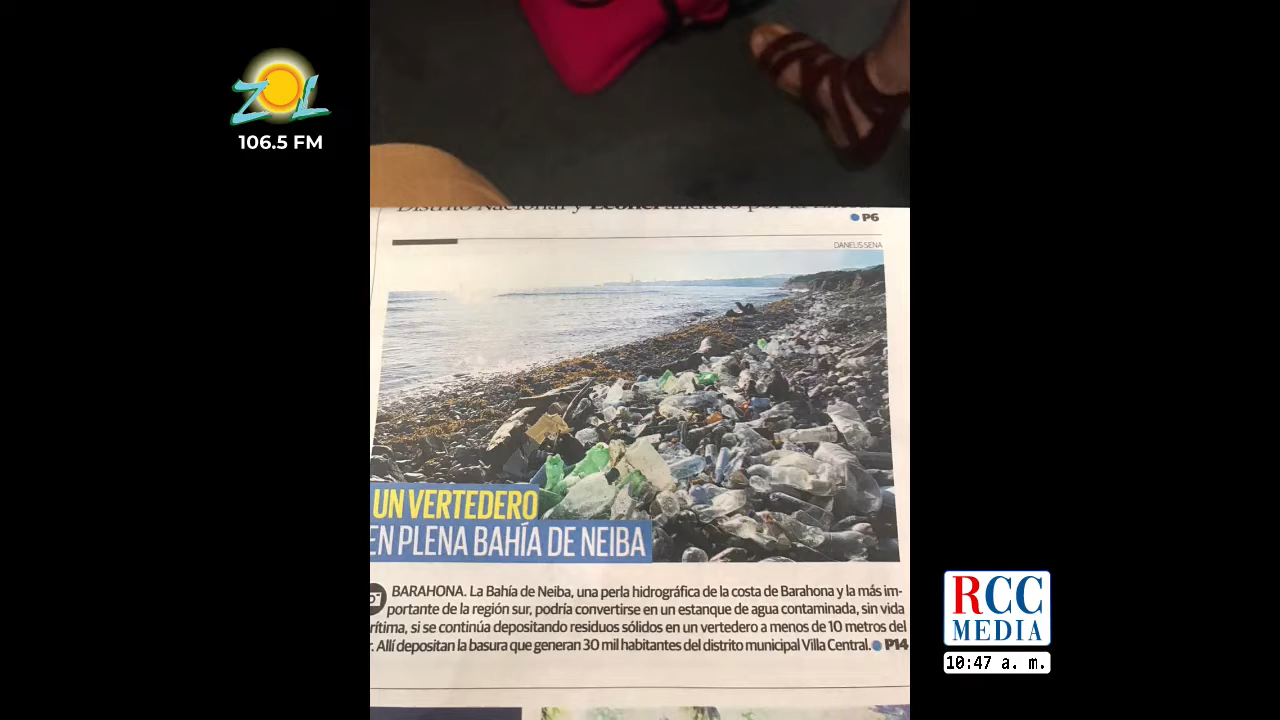 ZOL
106.5 FM
Distrito Nacional y
P6
DANELIS SENA
UN VERTEDERO
EN PLENA BAHÍA DE NEIBA
BARAHONA. La Bahía de Neiba, una perla hidrográfica de la costa de Barahona y la más im-
portante de la región sur, podría convertirse en un estanque de agua contaminada, sin vida
rítima, si se continúa depositando residuos sólidos en un vertedero a menos de 10 metros del
r. Allí depositan la basura que generan 30 mil habitantes del distrito municipal Villa Central. P14
RCC
MEDIA
10:47 a. m.